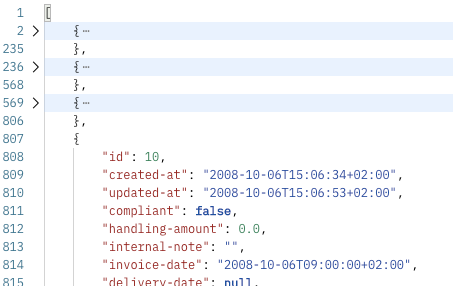 1 [
2 > { ⋯
235 },
236 > { ⋯
568 },
569 > { ⋯
806 },
807 {
808 "id": 10,
809 "created-at": "2008-10-06T15:06:34+02:00",
810 "updated-at": "2008-10-06T15:06:53+02:00",
811 "compliant": false,
812 "handling-amount": 0.0,
813 "internal-note": "",
814 "invoice-date": "2008-10-06T09:00:00+02:00",
815 "delivery-date": null,